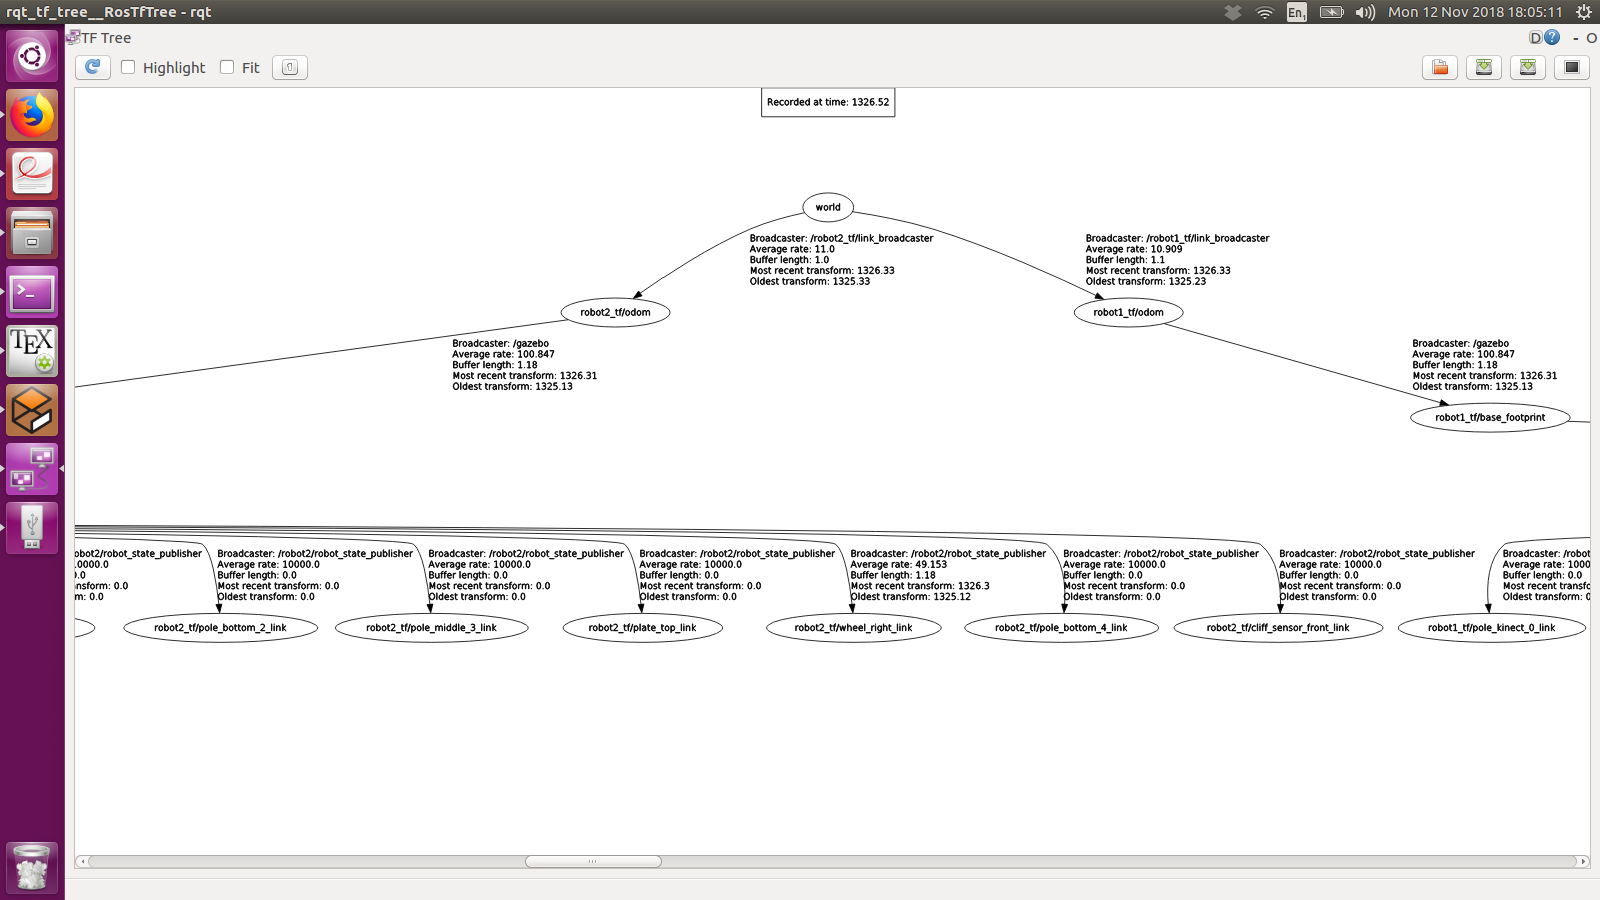 rqt_tf_tree__RosTfTree - rqt
En1
Mon 12 Nov 2018 18:05:11
TF Tree
D
?
- O
Highlight
Fit
Recorded at time: 1326.52
world
Broadcaster: /robot2_tf/link_broadcaster
Average rate: 11.0
Buffer length: 1.0
Most recent transform: 1326.33
Oldest transform: 1325.33
Broadcaster: /robot1_tf/link_broadcaster
Average rate: 10.909
Buffer length: 1.1
Most recent transform: 1326.33
Oldest transform: 1325.23
robot2_tf/odom
robot1_tf/odom
Broadcaster: /gazebo
Average rate: 100.847
Buffer length: 1.18
Most recent transform: 1326.31
Oldest transform: 1325.13
Broadcaster: /gazebo
Average rate: 100.847
Buffer length: 1.18
Most recent transform: 1326.31
Oldest transform: 1325.13
robot1_tf/base_footprint
obot2/robot_state_publisher
0000.0
0.0
nsform: 0.0
m: 0.0
Broadcaster: /robot2/robot_state_publisher
Average rate: 10000.0
Buffer length: 0.0
Most recent transform: 0.0
Oldest transform: 0.0
Broadcaster: /robot2/robot_state_publisher
Average rate: 10000.0
Buffer length: 0.0
Most recent transform: 0.0
Oldest transform: 0.0
Broadcaster: /robot2/robot_state_publisher
Average rate: 10000.0
Buffer length: 0.0
Most recent transform: 0.0
Oldest transform: 0.0
Broadcaster: /robot2/robot_state_publisher
Average rate: 49.153
Buffer length: 1.18
Most recent transform: 1326.3
Oldest transform: 1325.12
Broadcaster: /robot2/robot_state_publisher
Average rate: 10000.0
Buffer length: 0.0
Most recent transform: 0.0
Oldest transform: 0.0
Broadcaster: /robot2/robot_state_publisher
Average rate: 10000.0
Buffer length: 0.0
Most recent transform: 0.0
Oldest transform: 0.0
Broadcaster: /robot
Average rate: 1000
Buffer length: 0.0
Most recent transf
Oldest transform: 0
robot2_tf/pole_bottom_2_link
robot2_tf/pole_middle_3_link
robot2_tf/plate_top_link
robot2_tf/wheel_right_link
robot2_tf/pole_bottom_4_link
robot2_tf/cliff_sensor_front_link
robot1_tf/pole_kinect_0_link
TEX